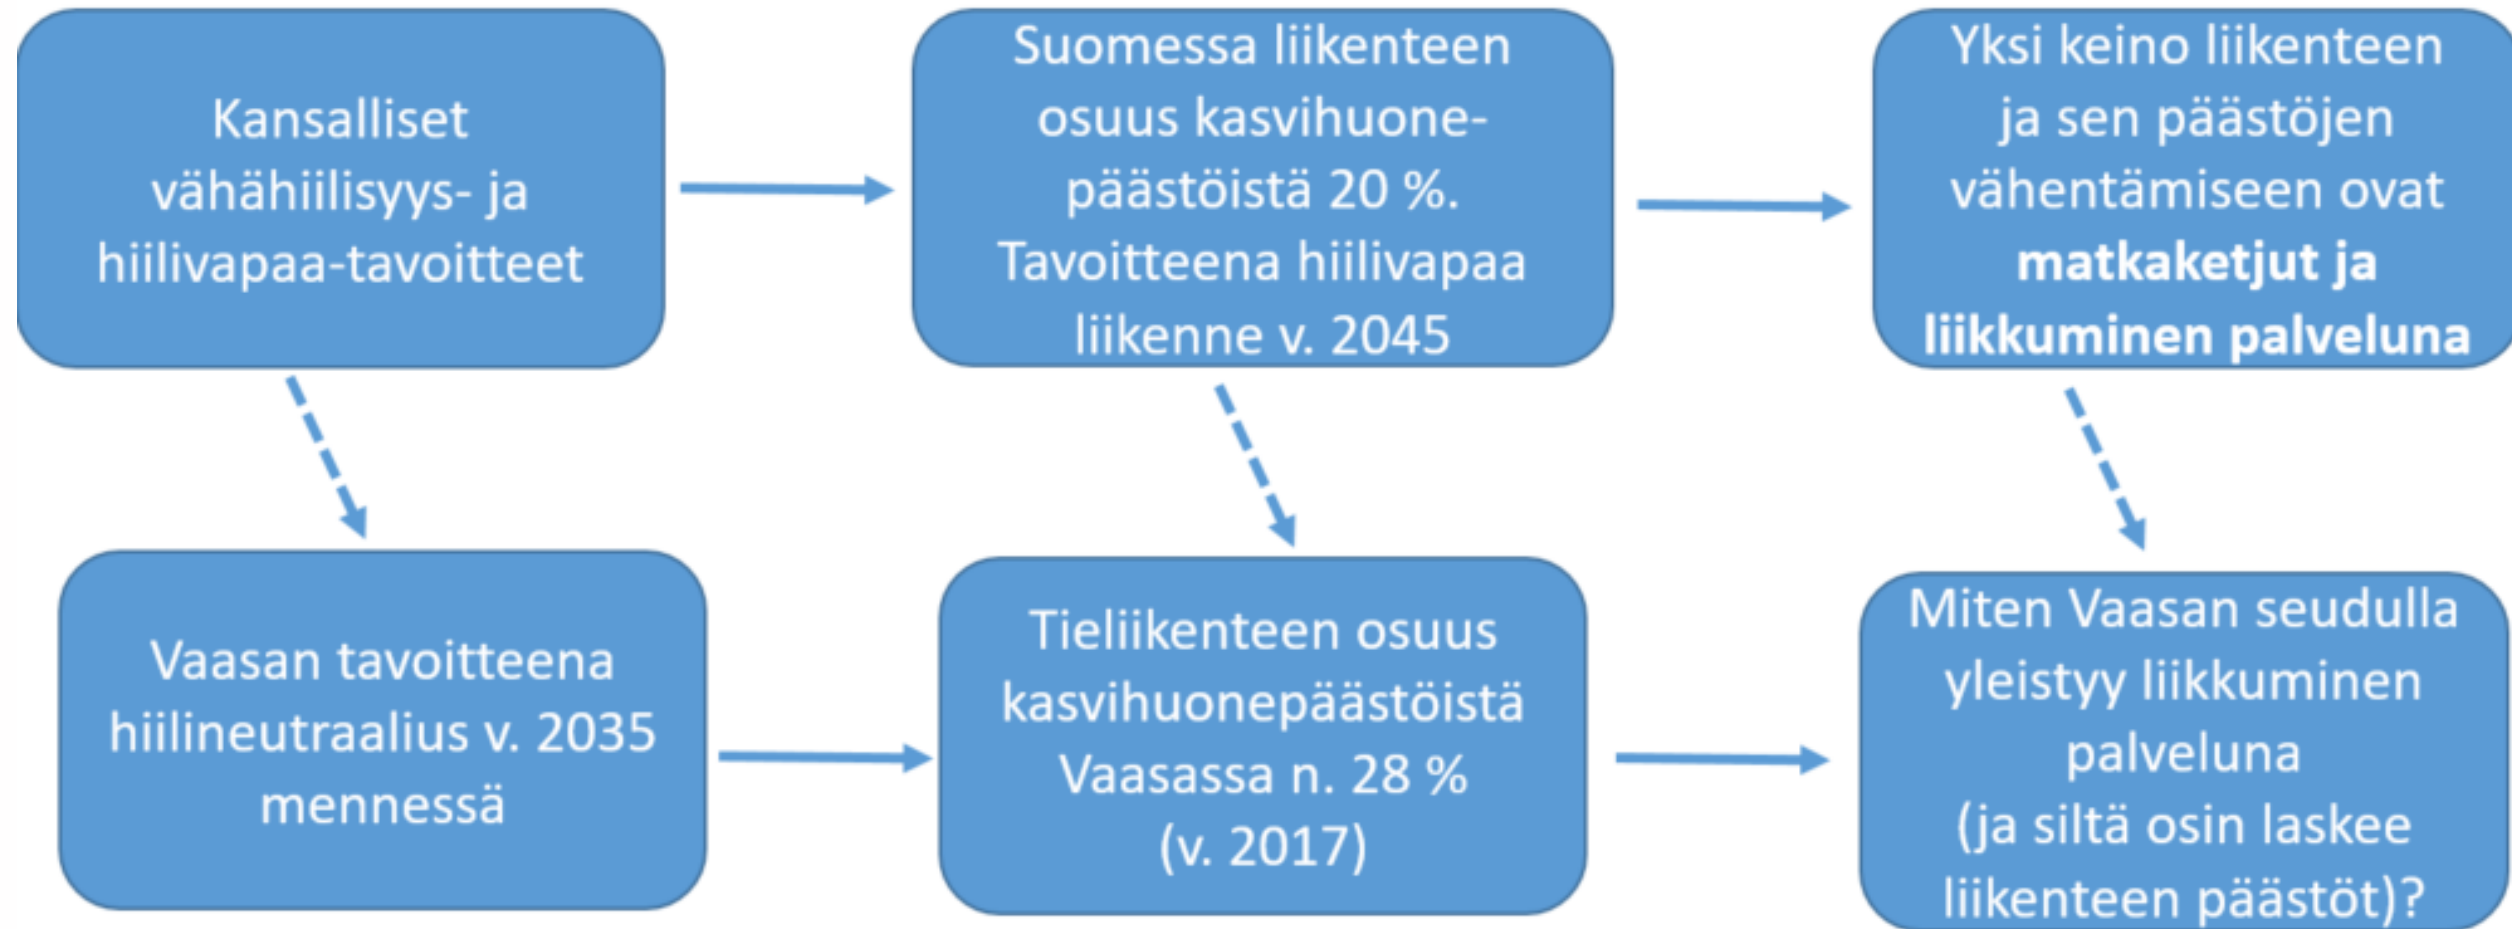 Kansalliset
vähähiilisyys- ja
hiilivapaa-tavoitteet
Suomessa liikenteen
osuus kasvihuone-
päästöistä 20 %.
Tavoitteena hiilivapaa
liikenne v. 2045
Yksi keino liikenteen
ja sen päästöjen
vähentämiseen ovat
matkaketjut ja
liikkuminen palveluna
Vaasan tavoitteena
hiilineutraalius v. 2035
mennessä
Tieliikenteen osuus
kasvihuonepäästöistä
Vaasassa n. 28 %
(v. 2017)
Miten Vaasan seudulla
yleistyy liikkuminen
palveluna
(ja siltä osin laskee
liikenteen päästöt)?